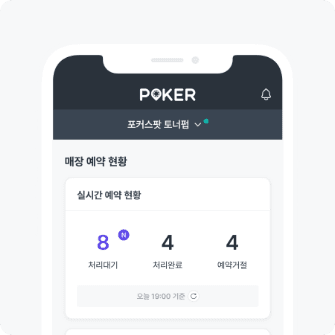 POKER
포커스팟 토너펍
매장 예약 현황
실시간 예약 현황
8 N 4 4
처리대기 처리완료 예약거절
오늘 19:00 기준